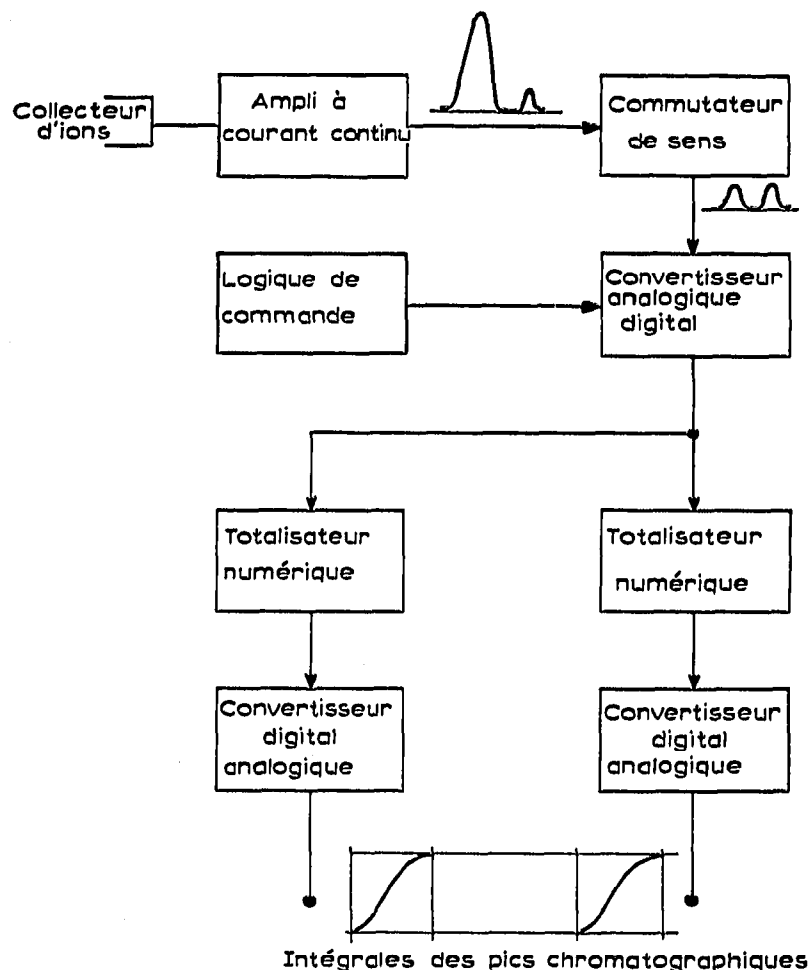 Collecteur
d'ions
Ampli à
courant continu
Commutateur
de sens
Logique de
commande
Convertisseur
analogique
digital
Totalisateur
numérique
Totalisateur
numérique
Convertisseur
digital
analogique
Convertisseur
digital
analogique
Intégrales des pics chromatographiques